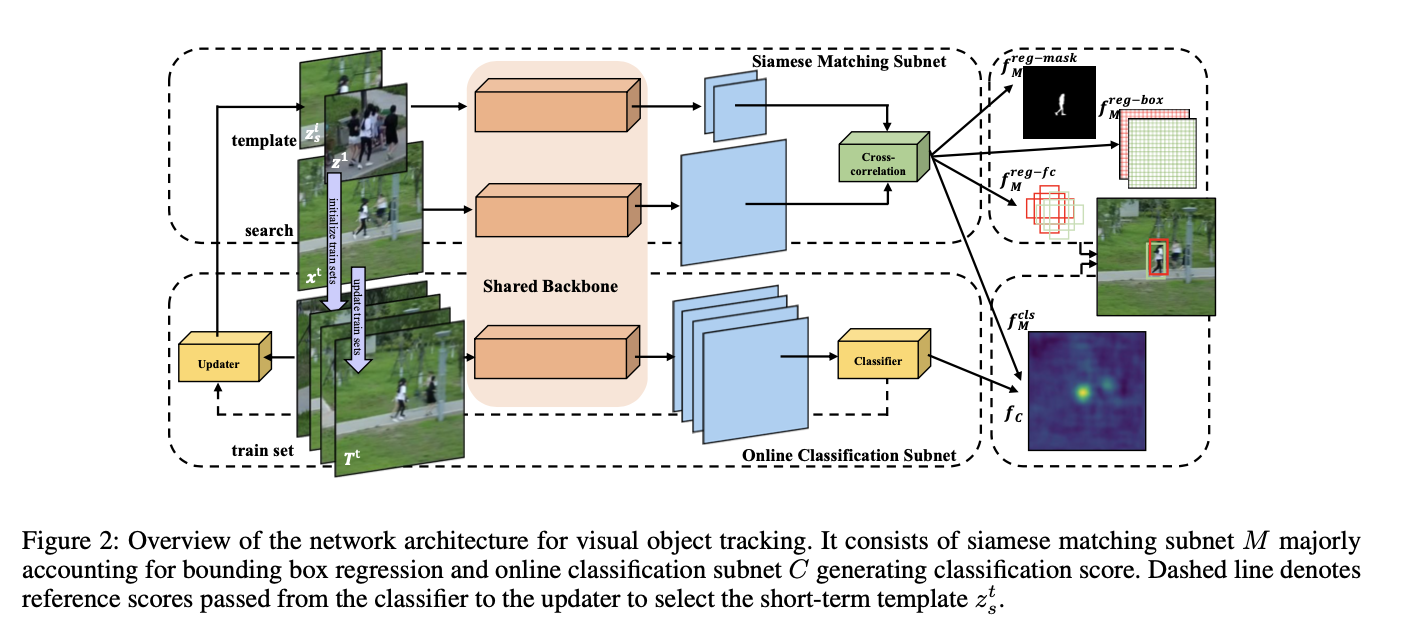 Siamese Matching Subnet
template
z_s^t
z^1
search
x^t
initialize train sets
update train sets
Shared Backbone
Cross-
correlation
f_M^{reg-mask}
f_M^{reg-box}
f_M^{reg-fc}
f_M^{cls}
f_C
Updater
Classifier
train set
T^t
Online Classification Subnet
Figure 2: Overview of the network architecture for visual object tracking. It consists of siamese matching subnet M majorly
accounting for bounding box regression and online classification subnet C generating classification score. Dashed line denotes
reference scores passed from the classifier to the updater to select the short-term template z_s^t.